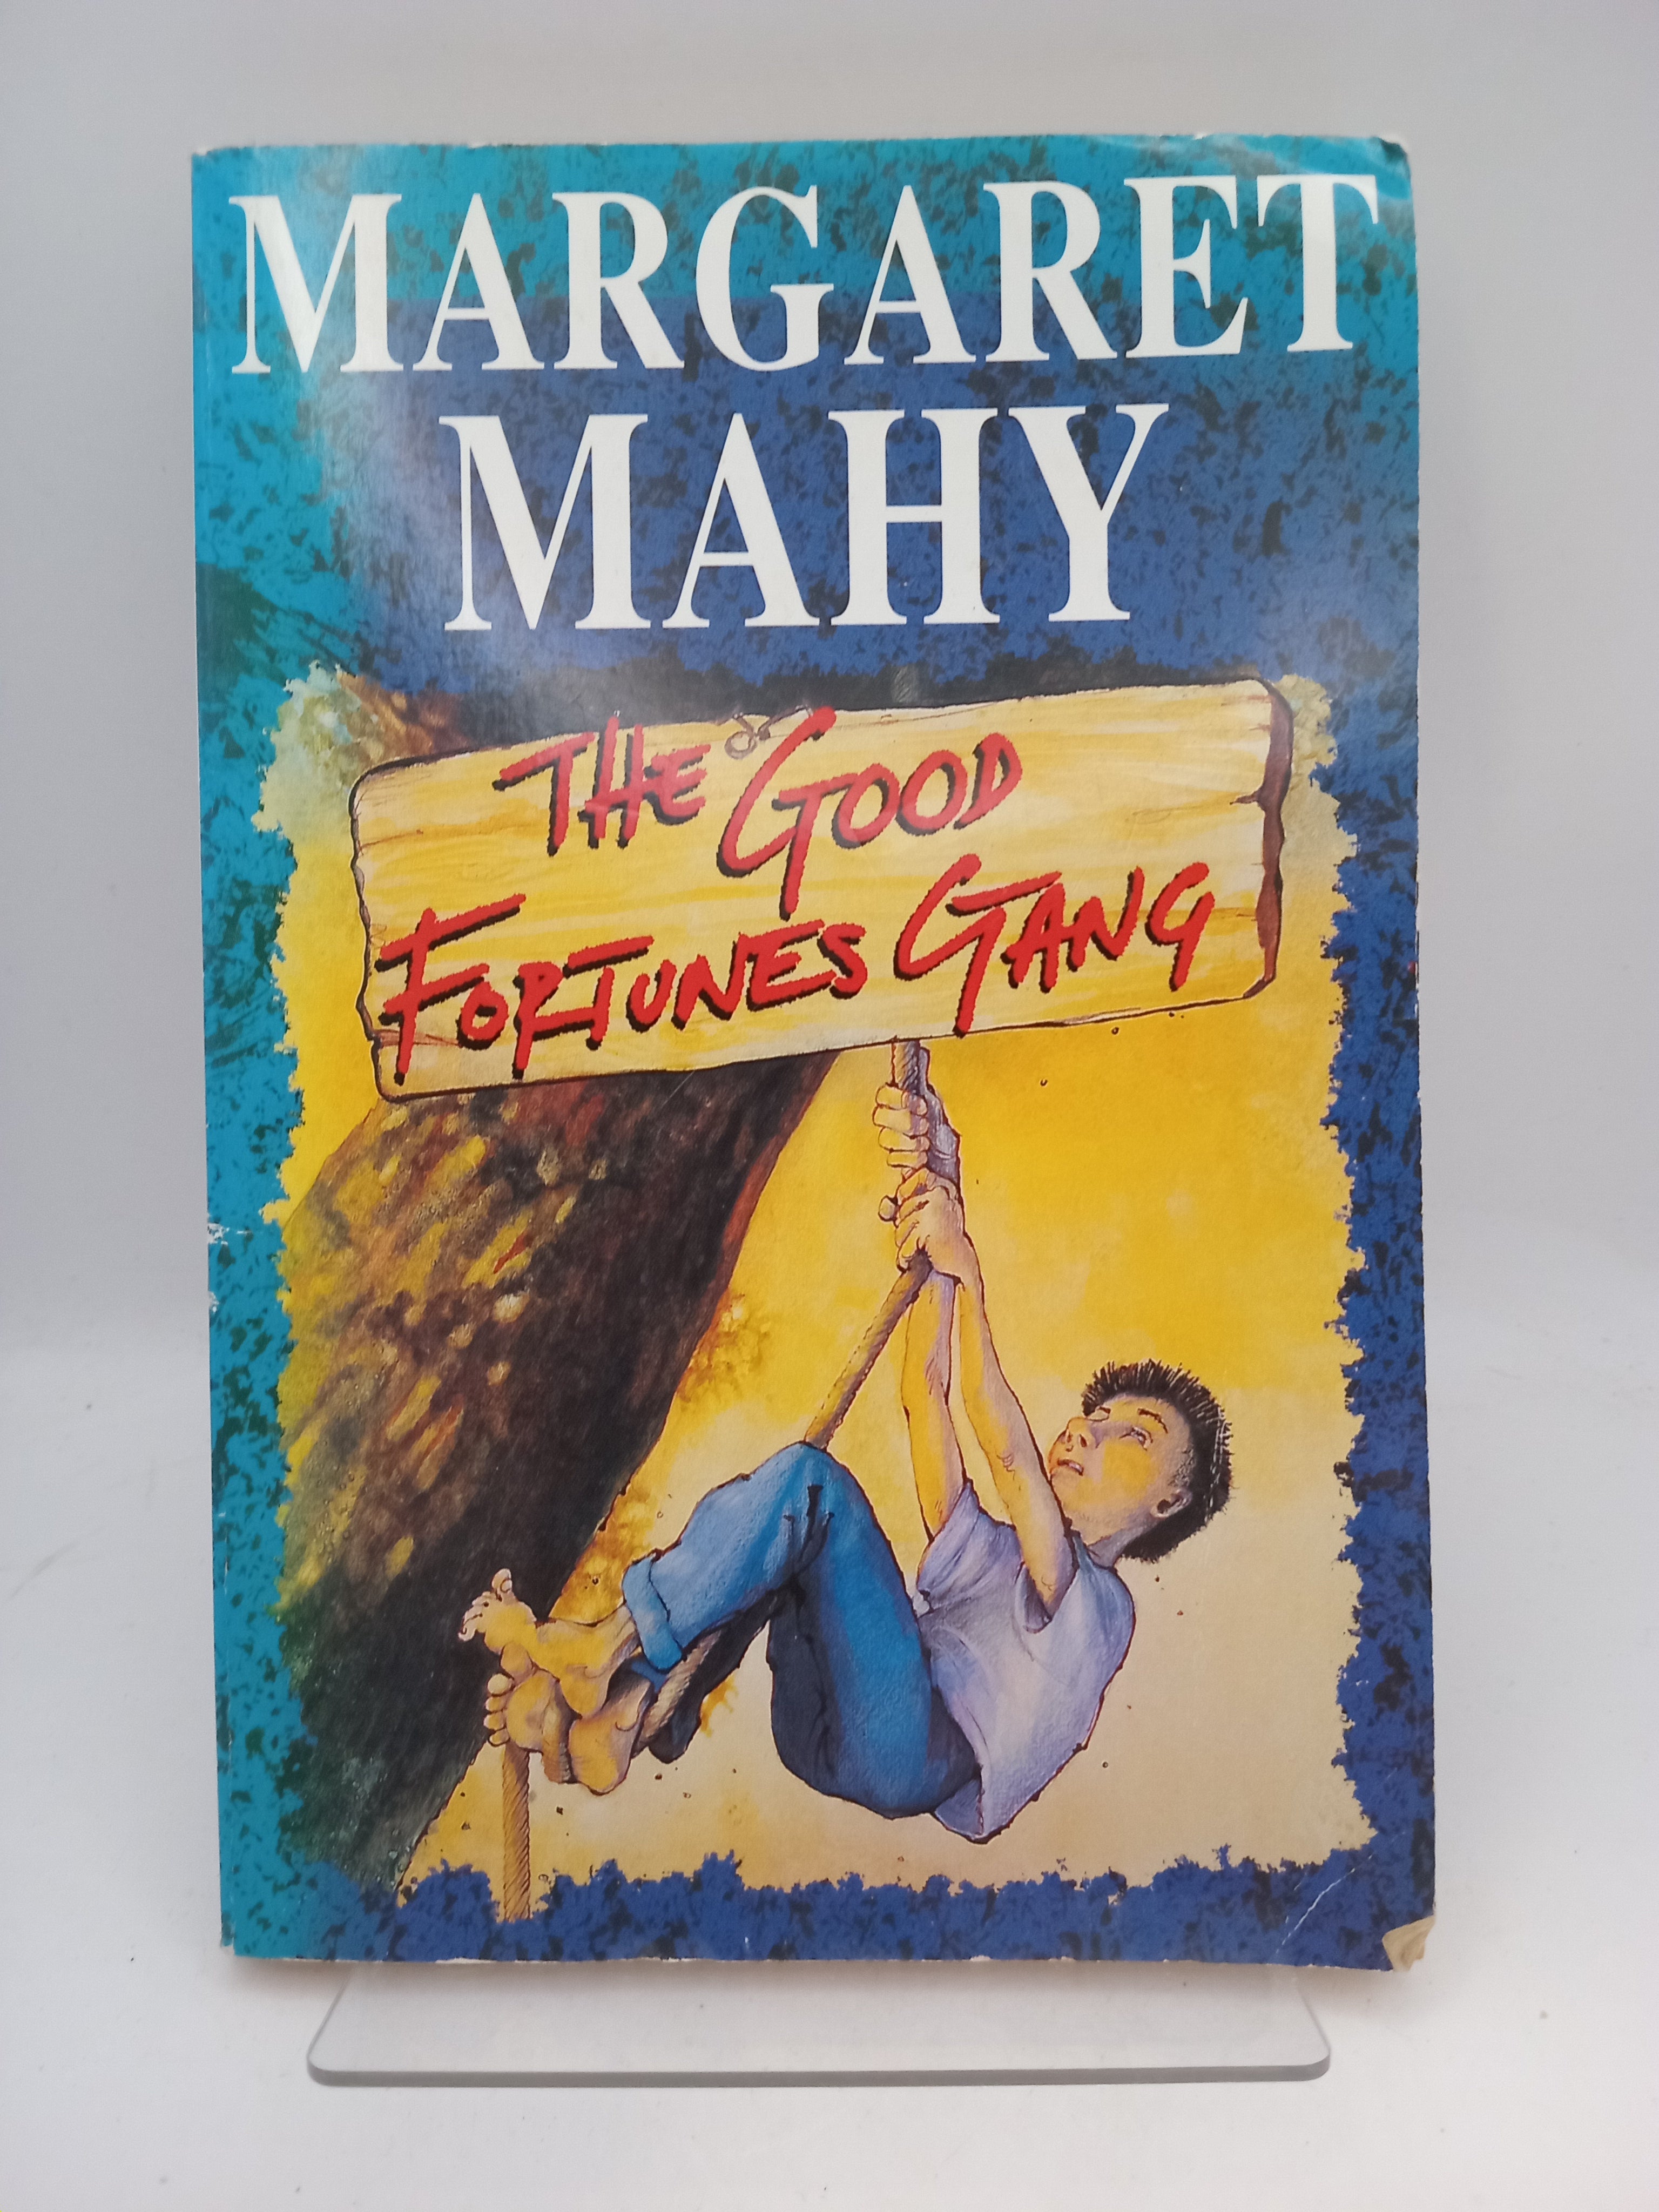 MARGARET
MAHY
THE GOOD
FORTUNES GANG